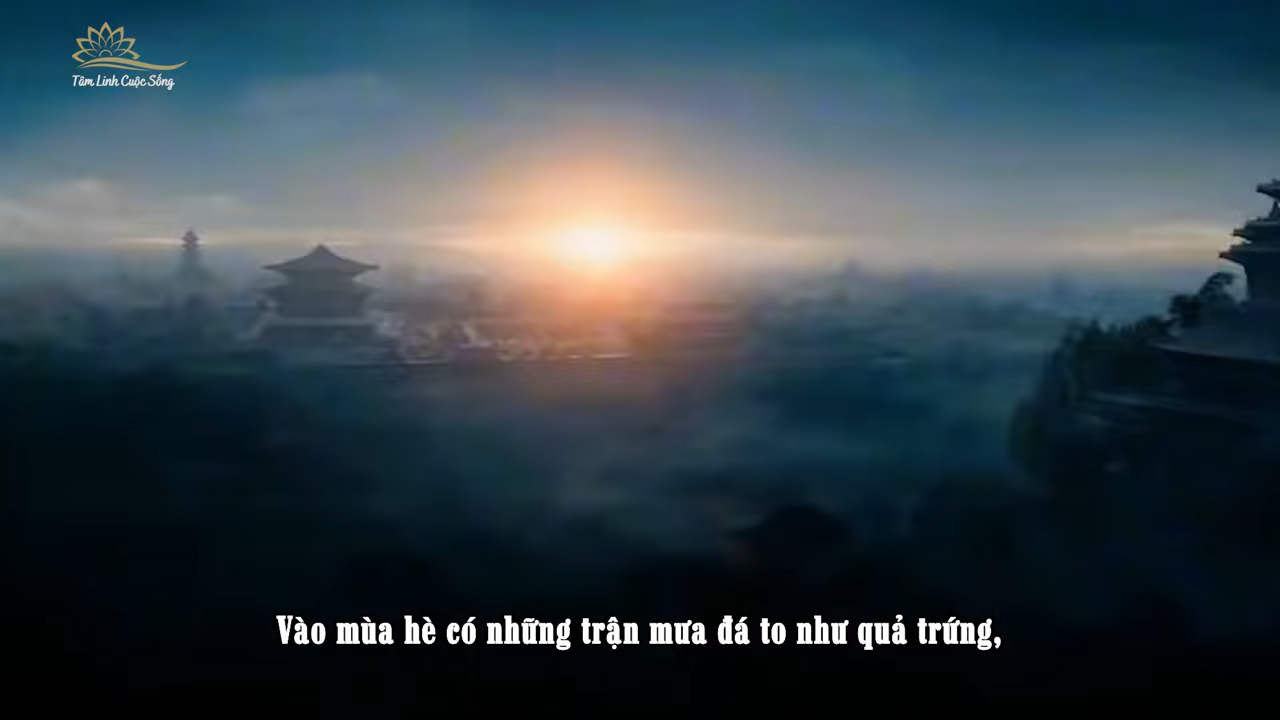 Tâm Linh Cuộc Sống
Vào mùa hè có những trận mưa đá to như quả trứng,